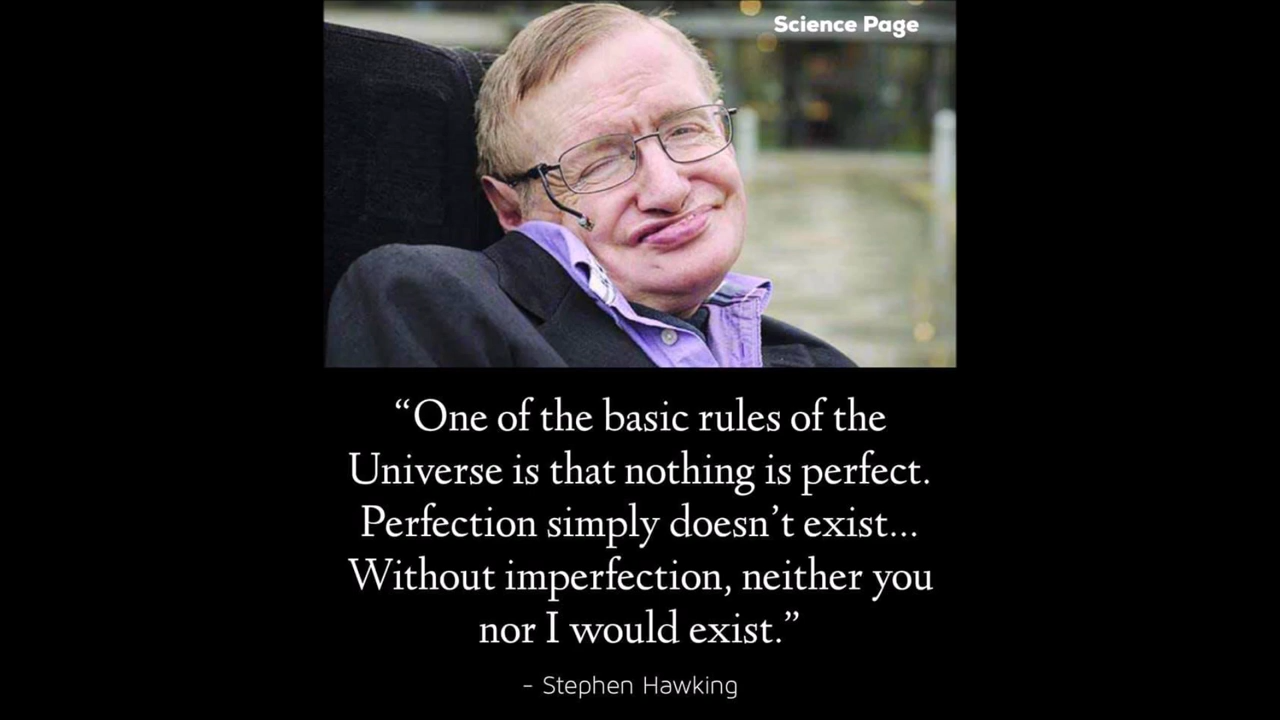 Science Page
“One of the basic rules of the
Universe is that nothing is perfect.
Perfection simply doesn’t exist...
Without imperfection, neither you
nor I would exist.”
- Stephen Hawking